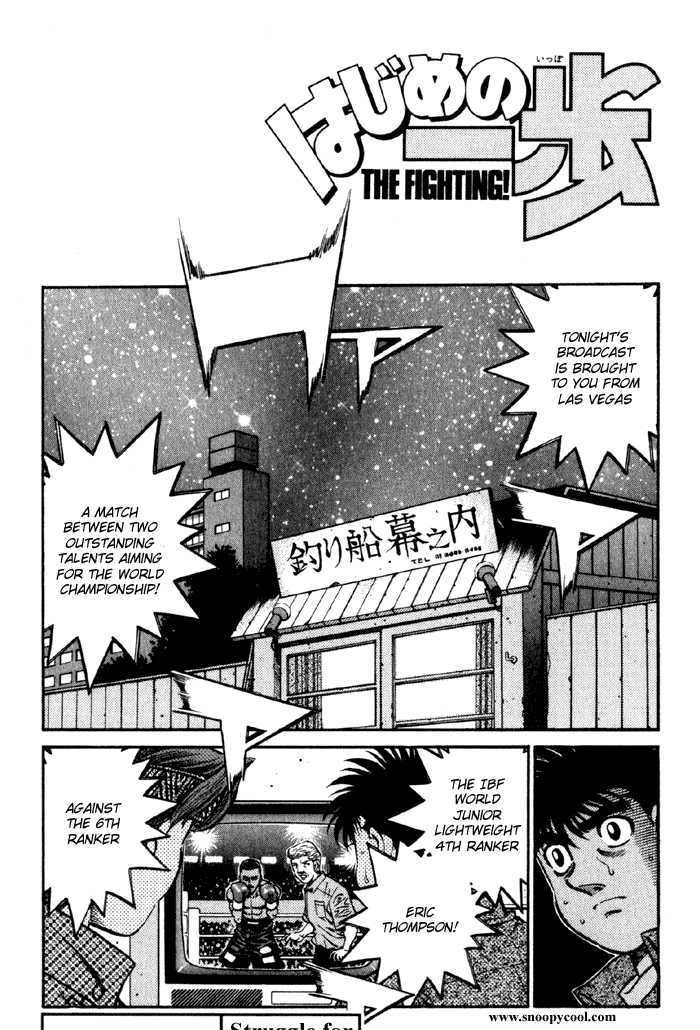 いっぽ
はじめの一歩
THE FIGHTING!
TONIGHT'S
BROADCAST
IS BROUGHT
TO YOU FROM
LAS VEGAS
A MATCH
BETWEEN TWO
OUTSTANDING
TALENTS AIMING
FOR THE WORLD
CHAMPIONSHIP!
釣り船 幕之内
THE IBF
WORLD
JUNIOR
LIGHTWEIGHT
4TH RANKER
ERIC
THOMPSON!
AGAINST
THE 6TH
RANKER
www.snoopycool.com
Struggle for